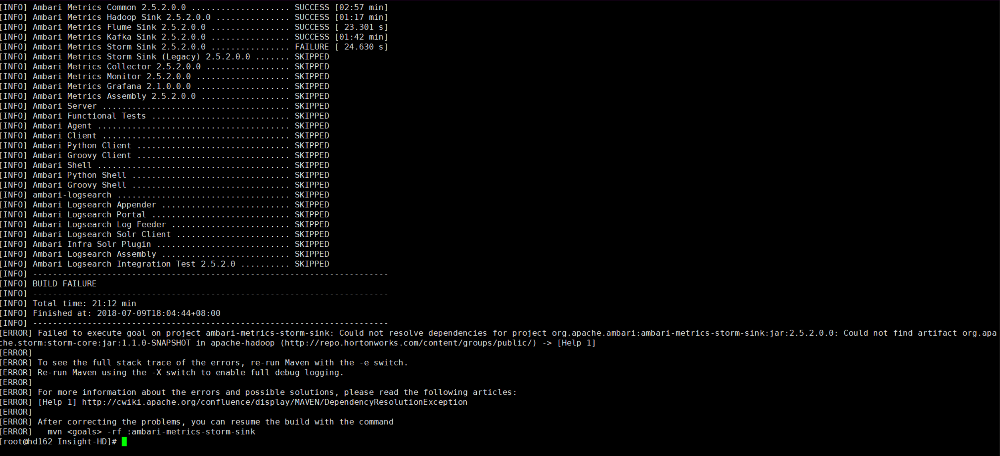 [INFO] Ambari Metrics Common 2.5.2.0.0 .................... SUCCESS [02:57 min]
[INFO] Ambari Metrics Hadoop Sink 2.5.2.0.0 ............... SUCCESS [01:17 min]
[INFO] Ambari Metrics Flume Sink 2.5.2.0.0 ................ SUCCESS [ 23.301 s]
[INFO] Ambari Metrics Kafka Sink 2.5.2.0.0 ................ SUCCESS [01:42 min]
[INFO] Ambari Metrics Storm Sink 2.5.2.0.0 ................ FAILURE [ 24.630 s]
[INFO] Ambari Metrics Storm Sink (Legacy) 2.5.2.0.0 ....... SKIPPED
[INFO] Ambari Metrics Collector 2.5.2.0.0 ................. SKIPPED
[INFO] Ambari Metrics Monitor 2.5.2.0.0 ................... SKIPPED
[INFO] Ambari Metrics Grafana 2.1.0.0.0 ................... SKIPPED
[INFO] Ambari Metrics Assembly 2.5.2.0.0 .................. SKIPPED
[INFO] Ambari Server ...................................... SKIPPED
[INFO] Ambari Functional Tests ............................ SKIPPED
[INFO] Ambari Agent ....................................... SKIPPED
[INFO] Ambari Client ...................................... SKIPPED
[INFO] Ambari Python Client ............................... SKIPPED
[INFO] Ambari Groovy Client ............................... SKIPPED
[INFO] Ambari Shell ....................................... SKIPPED
[INFO] Ambari Python Shell ................................ SKIPPED
[INFO] Ambari Groovy Shell ................................ SKIPPED
[INFO] ambari-logsearch ................................... SKIPPED
[INFO] Ambari Logsearch Appender .......................... SKIPPED
[INFO] Ambari Logsearch Portal ............................ SKIPPED
[INFO] Ambari Logsearch Log Feeder ........................ SKIPPED
[INFO] Ambari Logsearch Solr Client ....................... SKIPPED
[INFO] Ambari Infra Solr Plugin ........................... SKIPPED
[INFO] Ambari Logsearch Assembly .......................... SKIPPED
[INFO] Ambari Logsearch Integration Test 2.5.2.0 .......... SKIPPED
[INFO] ------------------------------------------------------------------------
[INFO] BUILD FAILURE
[INFO] ------------------------------------------------------------------------
[INFO] Total time: 21:12 min
[INFO] Finished at: 2018-07-09T18:04:44+08:00
[INFO] ------------------------------------------------------------------------
[ERROR] Failed to execute goal on project ambari-metrics-storm-sink: Could not resolve dependencies for project org.apache.ambari:ambari-metrics-storm-sink:jar:2.5.2.0.0: Could not find artifact org.apa
che.storm:storm-core:jar:1.1.0-SNAPSHOT in apache-hadoop (http://repo.hortonworks.com/content/groups/public/) -> [Help 1]
[ERROR]
[ERROR] To see the full stack trace of the errors, re-run Maven with the -e switch.
[ERROR] Re-run Maven using the -X switch to enable full debug logging.
[ERROR]
[ERROR] For more information about the errors and possible solutions, please read the following articles:
[ERROR] [Help 1] http://cwiki.apache.org/confluence/display/MAVEN/DependencyResolutionException
[ERROR]
[ERROR] After correcting the problems, you can resume the build with the command
[ERROR]   mvn <goals> -rf :ambari-metrics-storm-sink
[root@hd162 Insight-HD]#